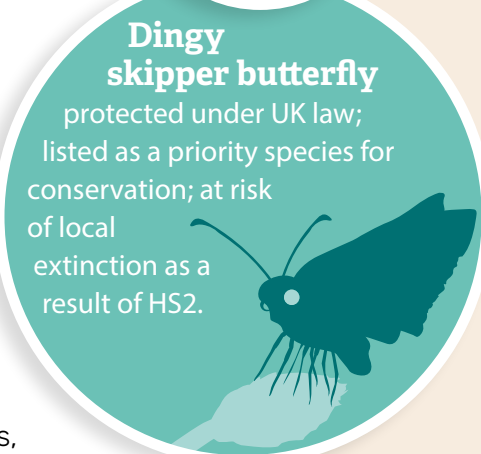 Dingy
skipper butterfly
protected under UK law;
listed as a priority species for
conservation; at risk
of local
extinction as a
result of HS2.
s,